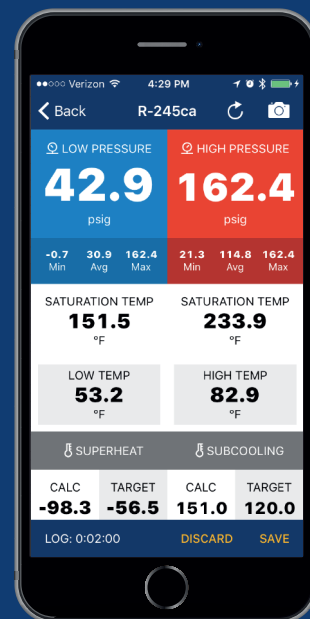 ●●○○○ Verizon 4:29 PM
Back R-245ca
LOW PRESSURE HIGH PRESSURE
42.9 162.4
psig psig
-0.7 30.9 162.4 21.3 114.8 162.4
Min Avg Max Min Avg Max
SATURATION TEMP SATURATION TEMP
151.5 233.9
°F °F
LOW TEMP HIGH TEMP
53.2 82.9
°F °F
SUPERHEAT SUBCOOLING
CALC TARGET CALC TARGET
-98.3 -56.5 151.0 120.0
LOG: 0:02:00 DISCARD SAVE